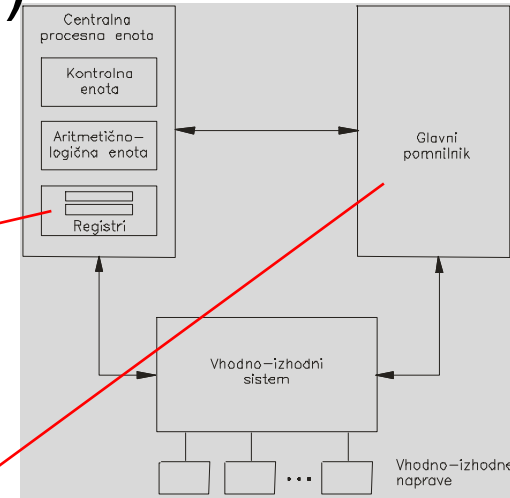 )
Centralna
procesna enota
Kontrolna
enota
Aritmetično-
logična enota
Registri
Glavni
pomnilnik
Vhodno-izhodni
sistem
...
Vhodno-izhodne
naprave